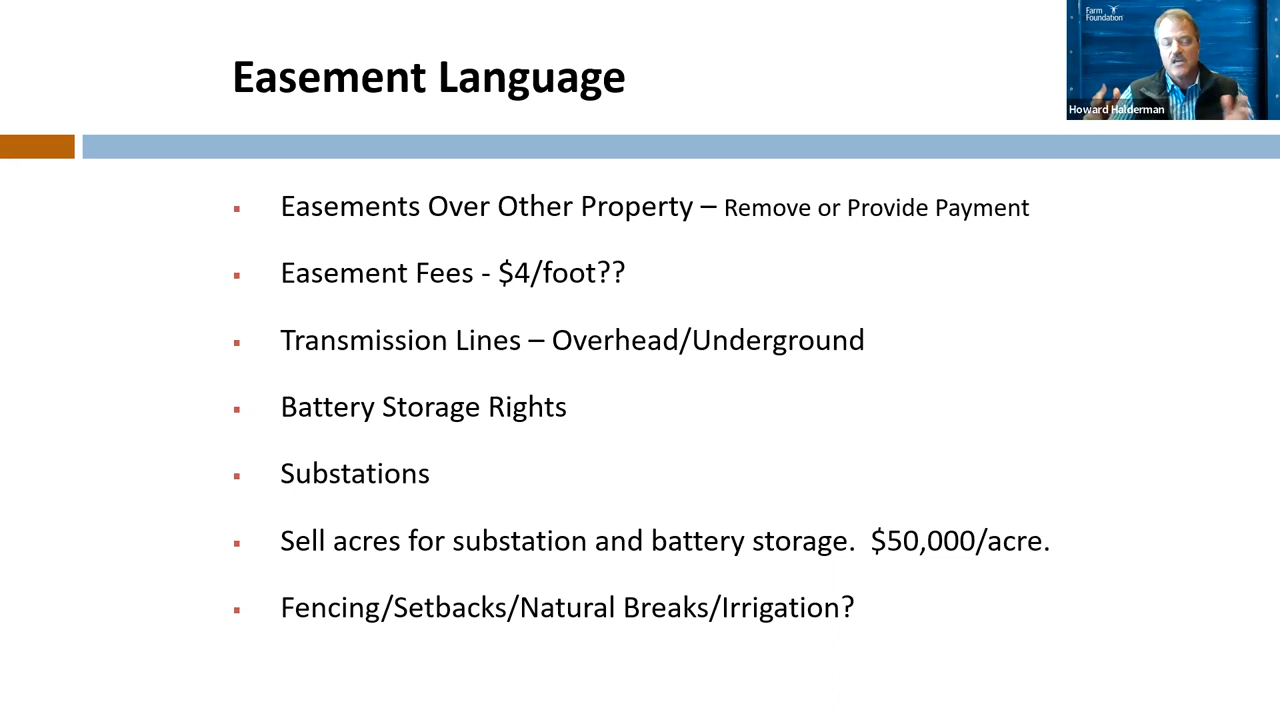 Easement Language
Farm
Foundation
Howard Halderman
▪ Easements Over Other Property – Remove or Provide Payment
▪ Easement Fees - $4/foot??
▪ Transmission Lines – Overhead/Underground
▪ Battery Storage Rights
▪ Substations
▪ Sell acres for substation and battery storage.  $50,000/acre.
▪ Fencing/Setbacks/Natural Breaks/Irrigation?